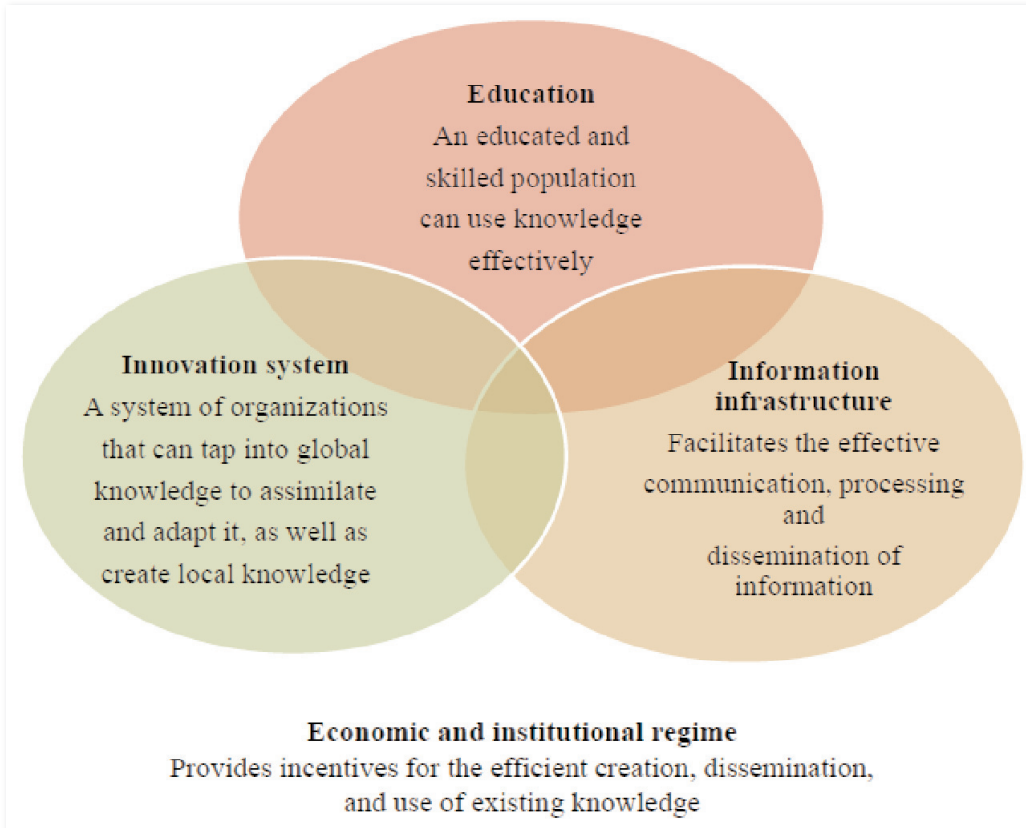 Education
An educated and
skilled population
can use knowledge
effectively
Innovation system
A system of organizations
that can tap into global
knowledge to assimilate
and adapt it, as well as
create local knowledge
Information
infrastructure
Facilitates the effective
communication, processing
and
dissemination of
information
Economic and institutional regime
Provides incentives for the efficient creation, dissemination,
and use of existing knowledge